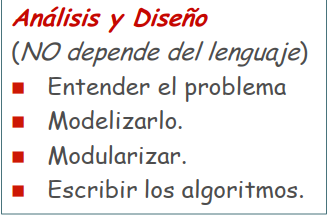 Análisis y Diseño
(NO depende del lenguaje)
▪ Entender el problema
▪ Modelizarlo.
▪ Modularizar.
▪ Escribir los algoritmos.